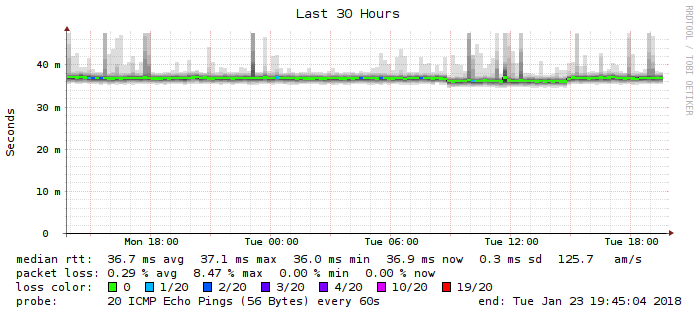 Last 30 Hours
RRDTOOL / TOBI OETIKER
Seconds
40 m
30 m
20 m
10 m
0
Mon 18:00 Tue 00:00 Tue 06:00 Tue 12:00 Tue 18:00
median rtt: 36.7 ms avg 37.1 ms max 36.0 ms min 36.9 ms now 0.3 ms sd 125.7 am/s
packet loss: 0.29 % avg 8.47 % max 0.00 % min 0.00 % now
loss color: 0 1/20 2/20 3/20 4/20 10/20 19/20
probe: 20 ICMP Echo Pings (56 Bytes) every 60s end: Tue Jan 23 19:45:04 2018